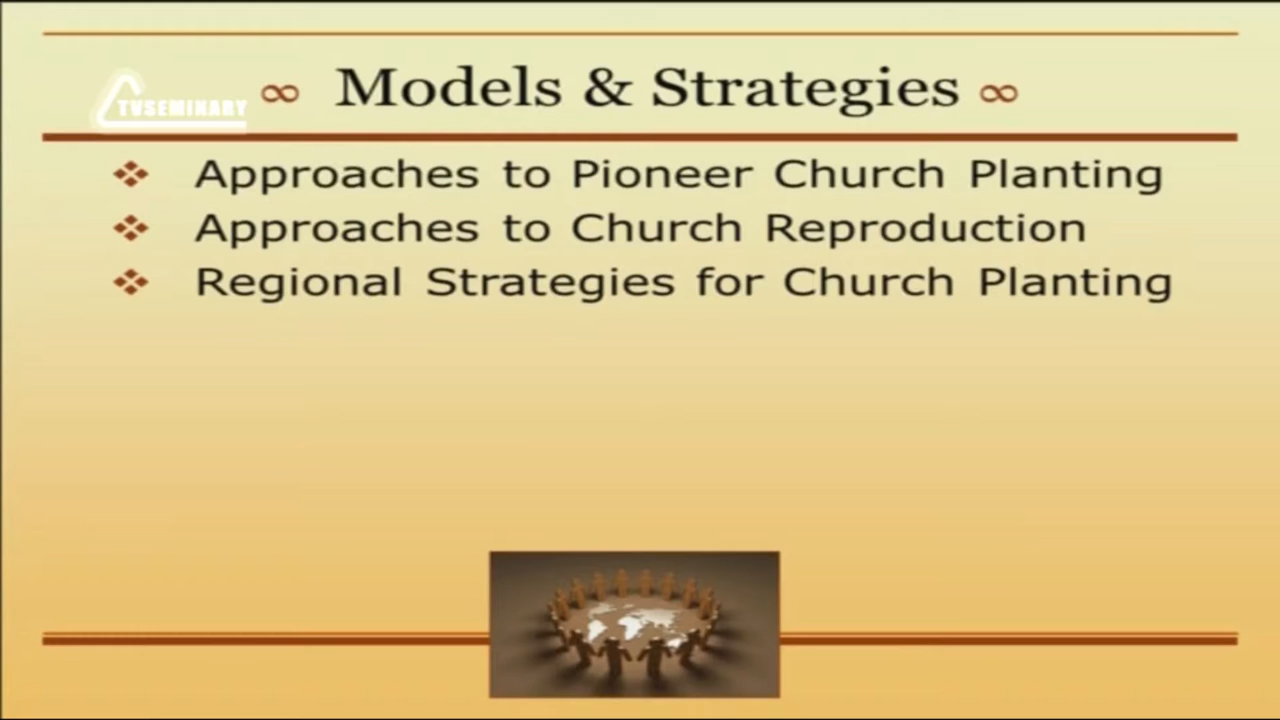 TVSEMINARY
∞ Models & Strategies ∞
❖ Approaches to Pioneer Church Planting
❖ Approaches to Church Reproduction
❖ Regional Strategies for Church Planting